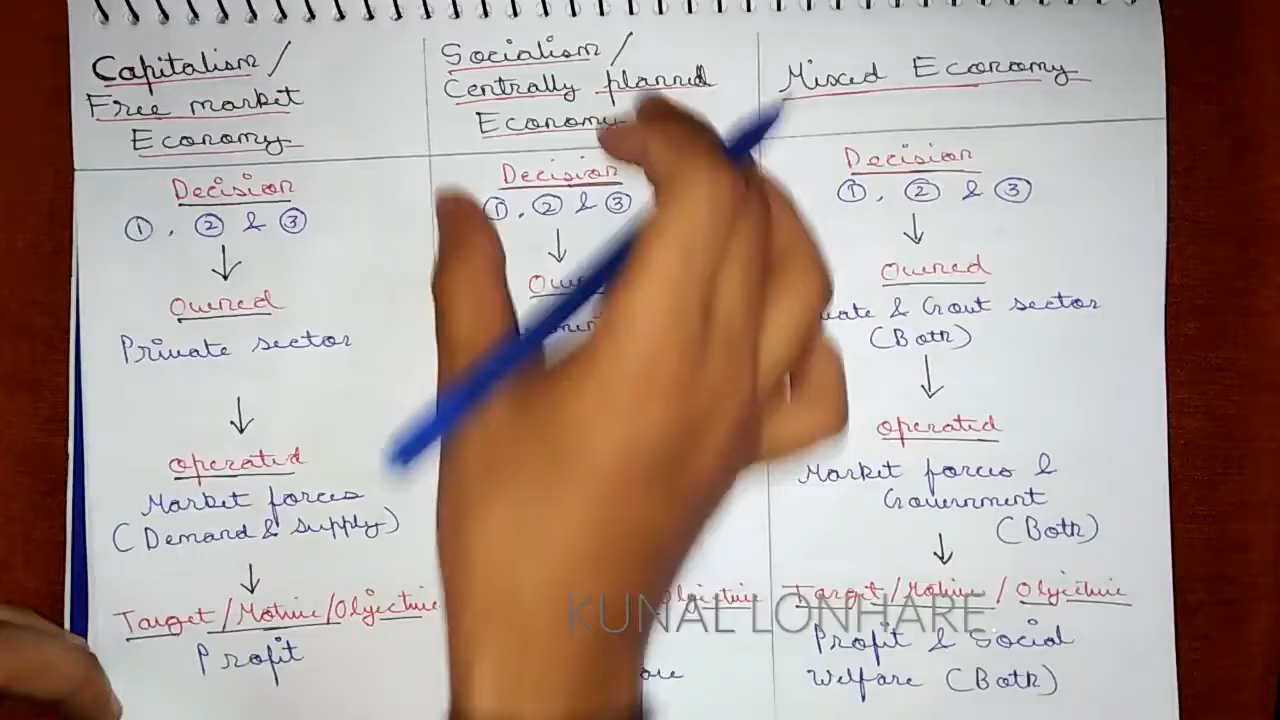 Capitalism/
Free market
Economy
Decision
①, ② & ③
Owned
Private sector
Operated
Market forces
(Demand & supply)
Target/Motive/Objective
Profit
Socialism/
Centrally planned
Economy
Decision
①, ② & ③
Objective
Mixed Economy
Decision
①, ② & ③
Owned
& Govt sector
(Both)
Operated
Market forces &
Government
(Both)
Target/Motive/Objective
Profit & Social
Welfare (Both)
KUNAL LONHARE